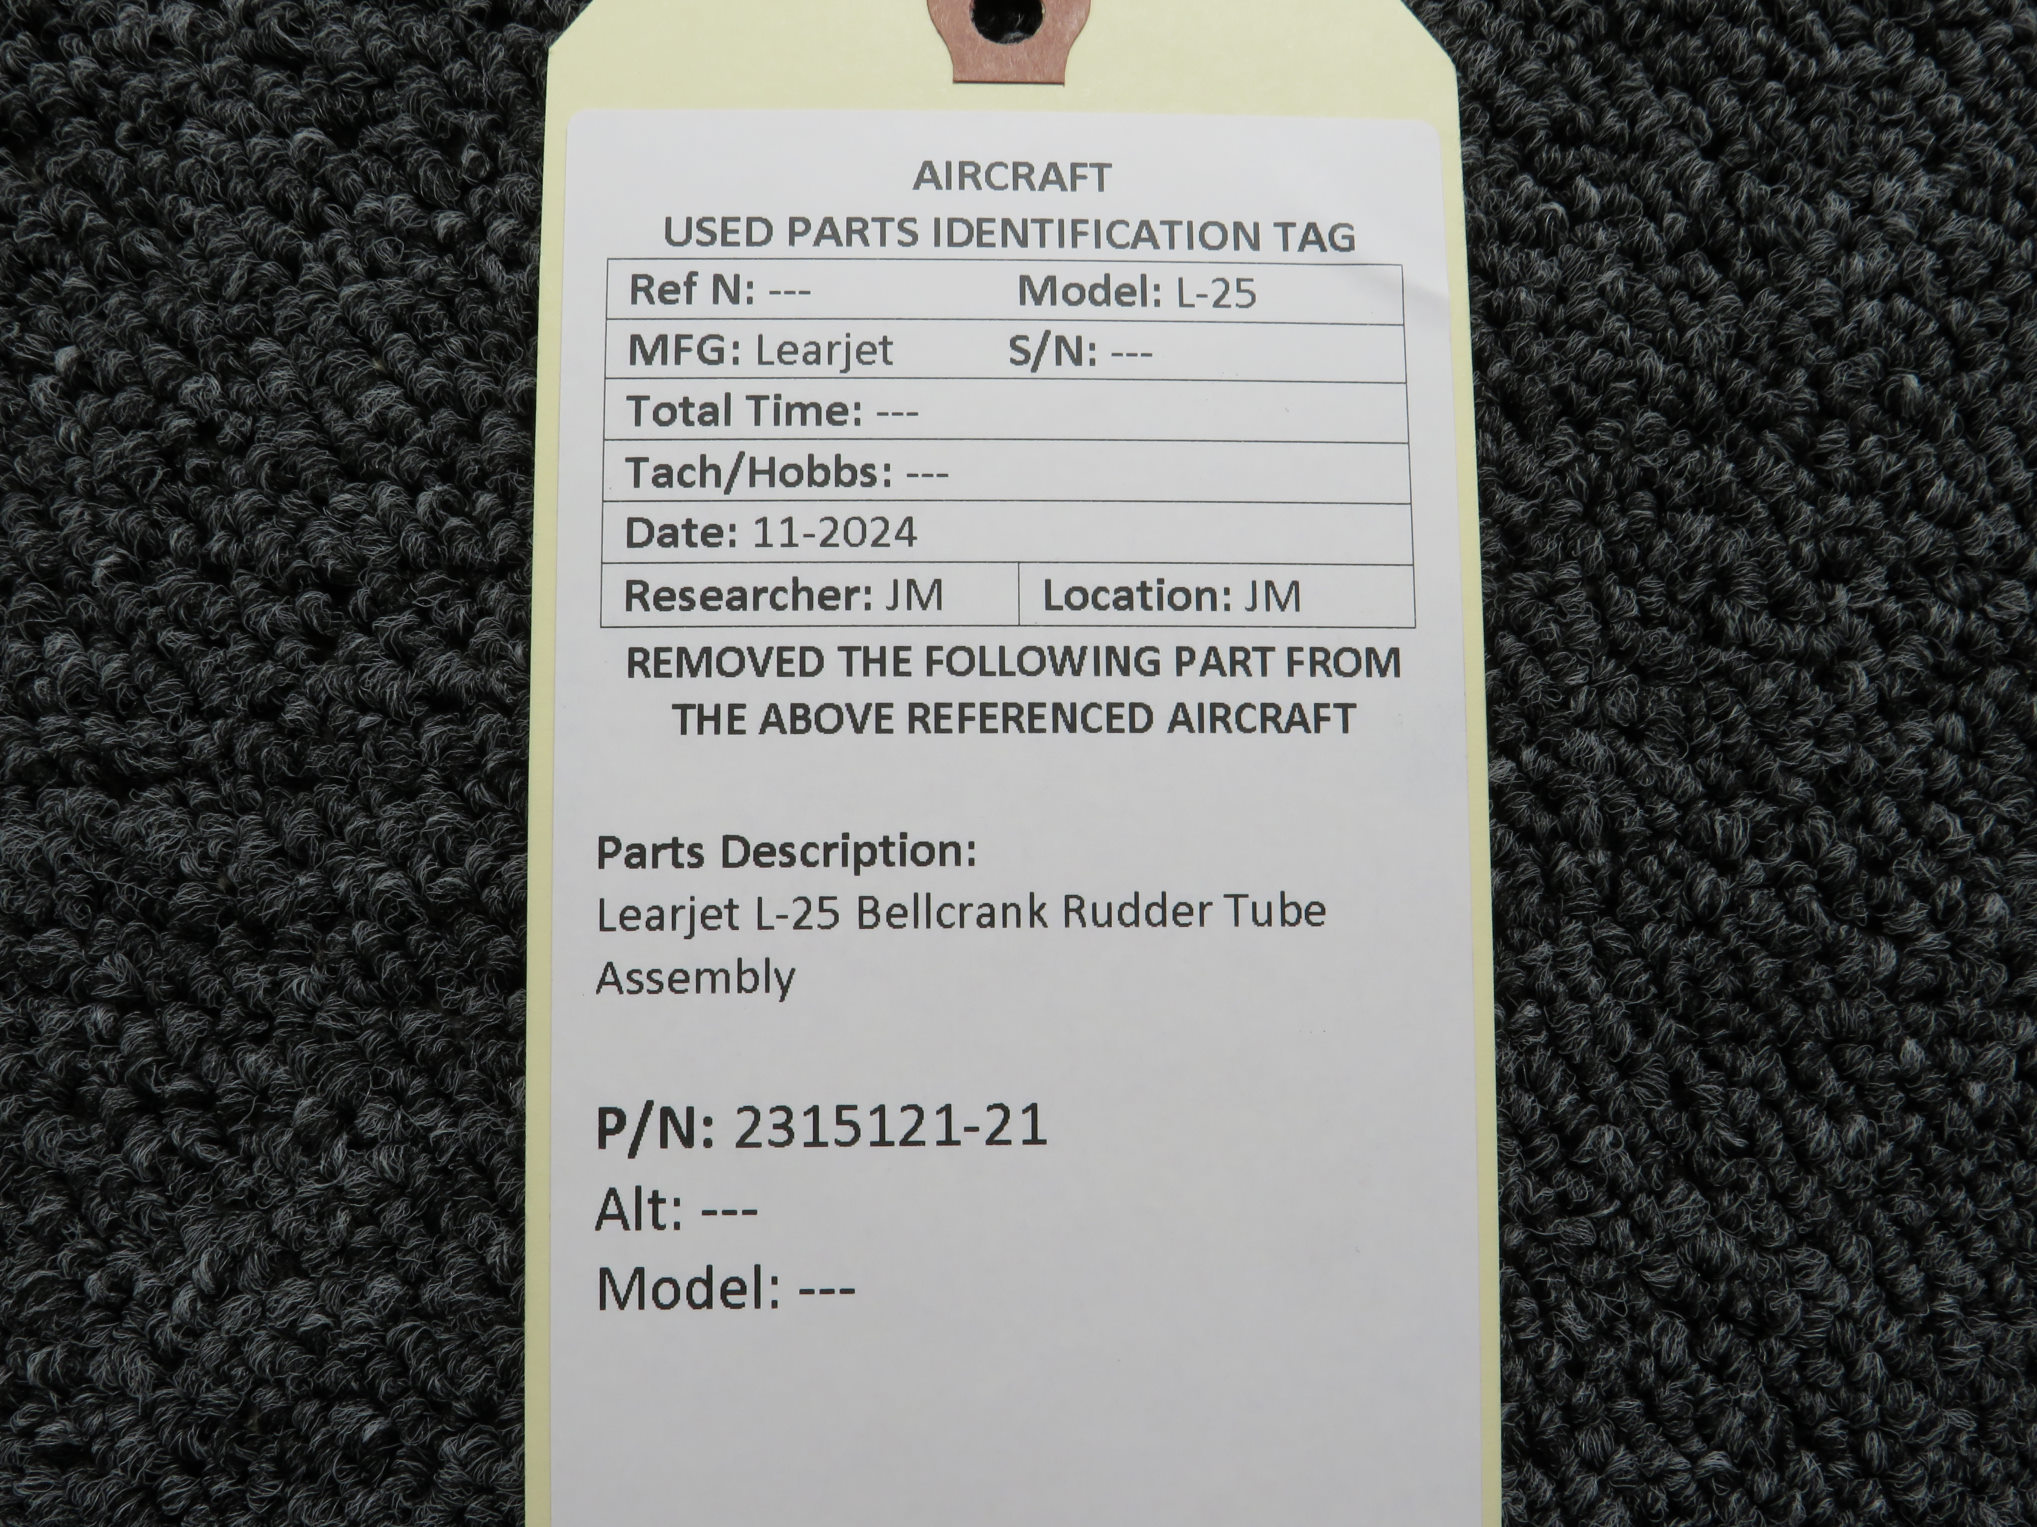 AIRCRAFT
USED PARTS IDENTIFICATION TAG
Ref N: --- Model: L-25
MFG: Learjet S/N: ---
Total Time: ---
Tach/Hobbs: ---
Date: 11-2024
Researcher: JM Location: JM
REMOVED THE FOLLOWING PART FROM
THE ABOVE REFERENCED AIRCRAFT
Parts Description:
Learjet L-25 Bellcrank Rudder Tube
Assembly
P/N: 2315121-21
Alt: ---
Model: ---